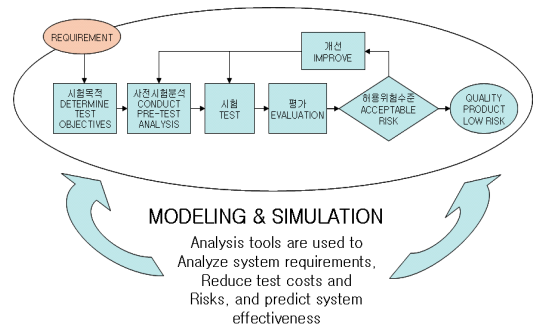 REQUIREMENT
개선
IMPROVE
시험목적
DETERMINE
TEST
OBJECTIVES
사전시험분석
CONDUCT
PRE-TEST
ANALYSIS
시험
TEST
평가
EVALUATION
허용위험수준
ACCEPTABLE
RISK
QUALITY
PRODUCT
LOW RISK
MODELING & SIMULATION
Analysis tools are used to
Analyze system requirements,
Reduce test costs and
Risks, and predict system
effectiveness